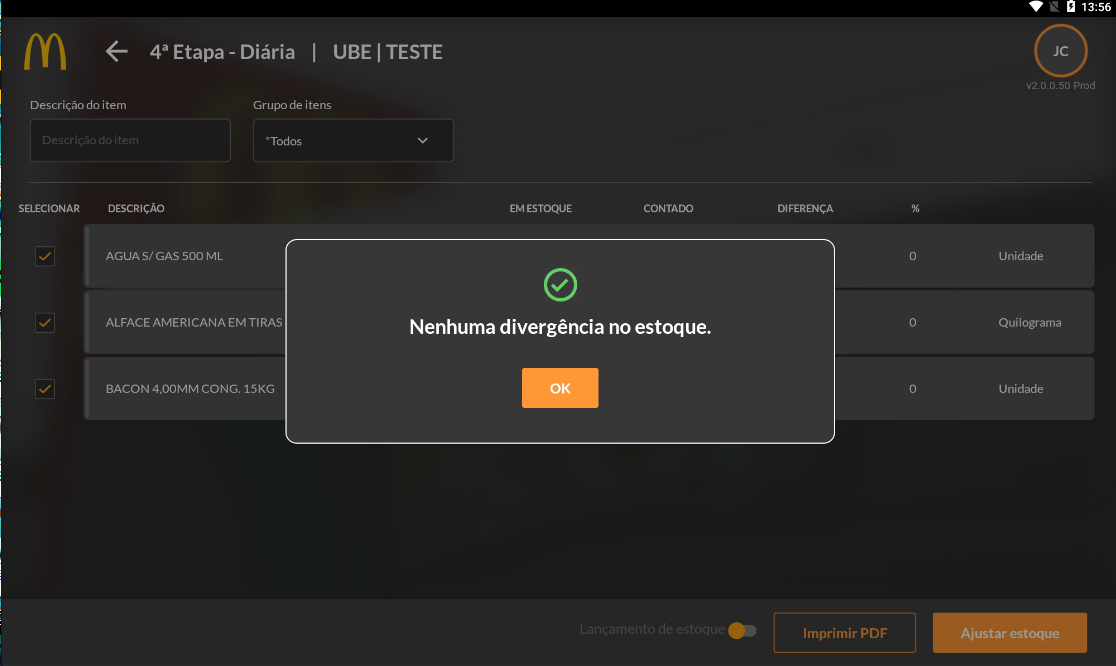 13:56
4ª Etapa - Diária | UBE | TESTE
JC
v2.0.0.50 Prod
Descrição do item
Grupo de itens
Descrição do item
*Todos
SELECIONAR DESCRIÇÃO EM ESTOQUE CONTADO DIFERENÇA %
AGUA S/ GAS 500 ML 0 Unidade
ALFACE AMERICANA EM TIRAS 0 Quilograma
BACON 4,00MM CONG. 15KG 0 Unidade
Nenhuma divergência no estoque.
OK
Lançamento de estoque
Imprimir PDF
Ajustar estoque